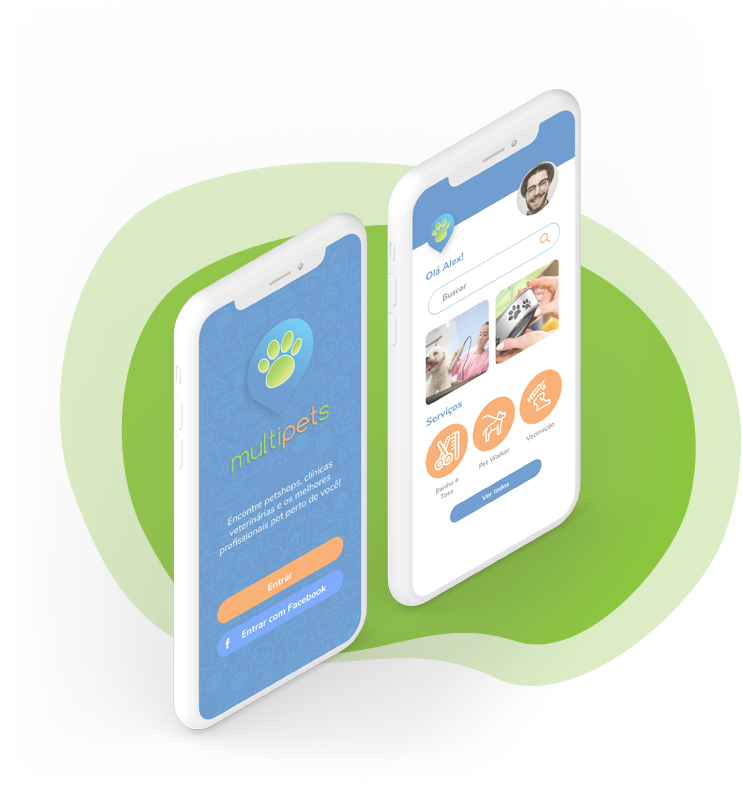 multipets
Encontre petshops, clínicas
veterinárias e os melhores
profissionais pet perto de você!
Entrar
f Entrar com Facebook
Olá Alex!
Buscar
Serviços
Banho e
Tosa
Pet Walker
Vacinação
Ver todos